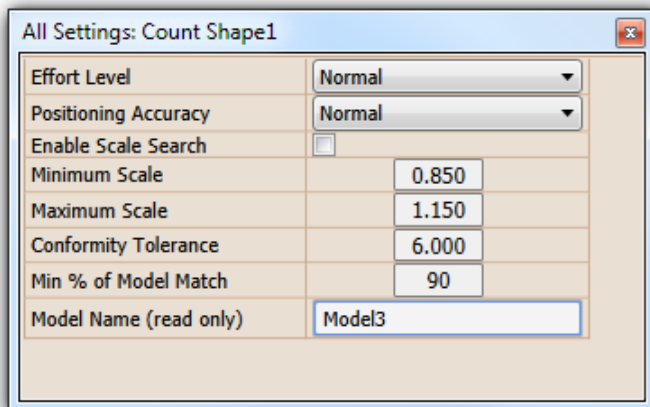 All Settings: Count Shape1
Effort Level Normal
Positioning Accuracy Normal
Enable Scale Search
Minimum Scale 0.850
Maximum Scale 1.150
Conformity Tolerance 6.000
Min % of Model Match 90
Model Name (read only) Model3